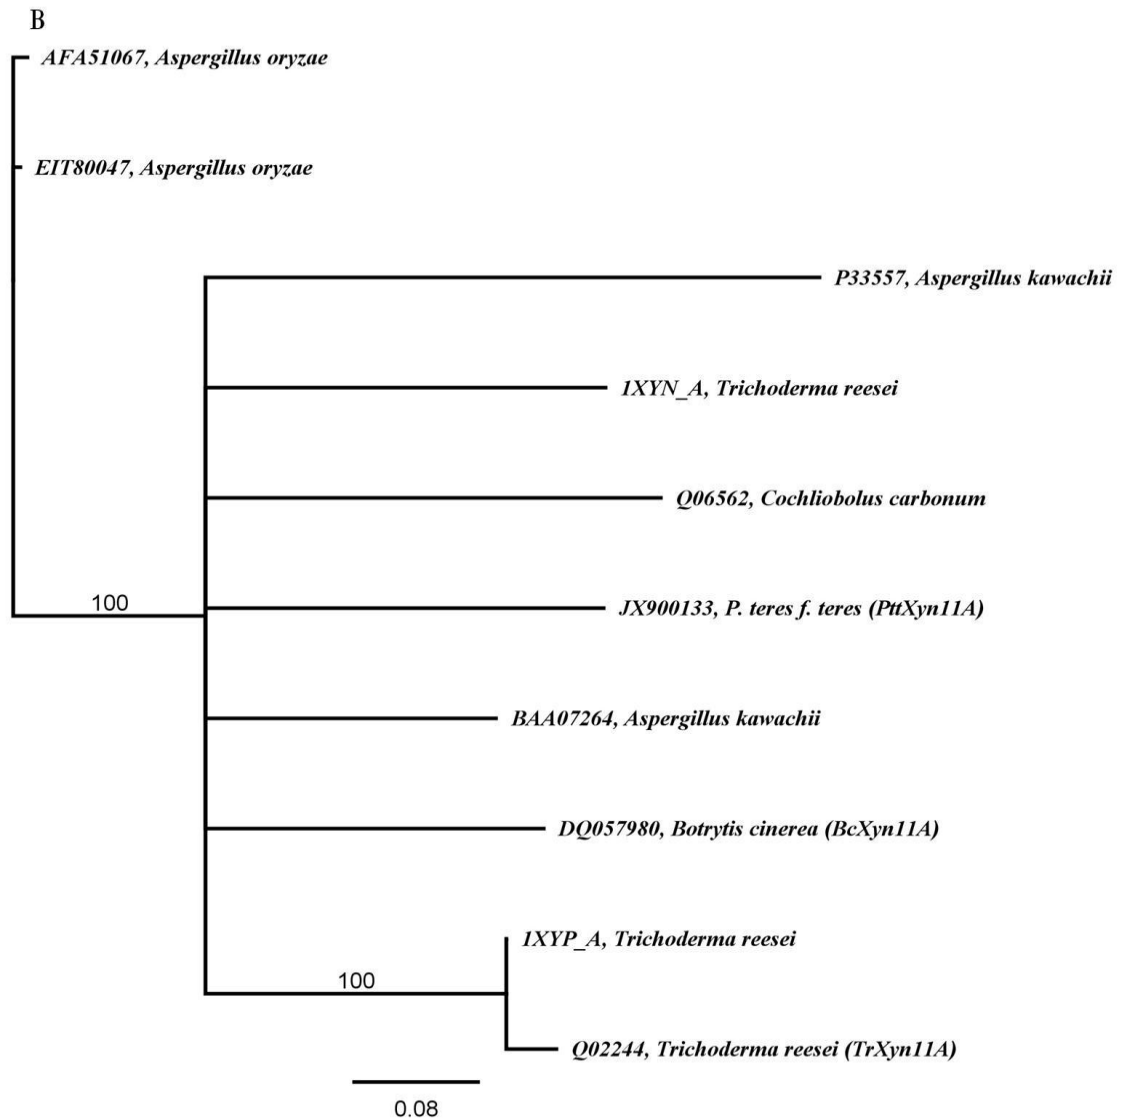 B
AFA51067, Aspergillus oryzae
EIT80047, Aspergillus oryzae
P33557, Aspergillus kawachii
1XYN_A, Trichoderma reesei
Q06562, Cochliobolus carbonum
100
JX900133, P. teres f. teres (PttXyn11A)
BAA07264, Aspergillus kawachii
DQ057980, Botrytis cinerea (BcXyn11A)
1XYP_A, Trichoderma reesei
100
Q02244, Trichoderma reesei (TrXyn11A)
0.08